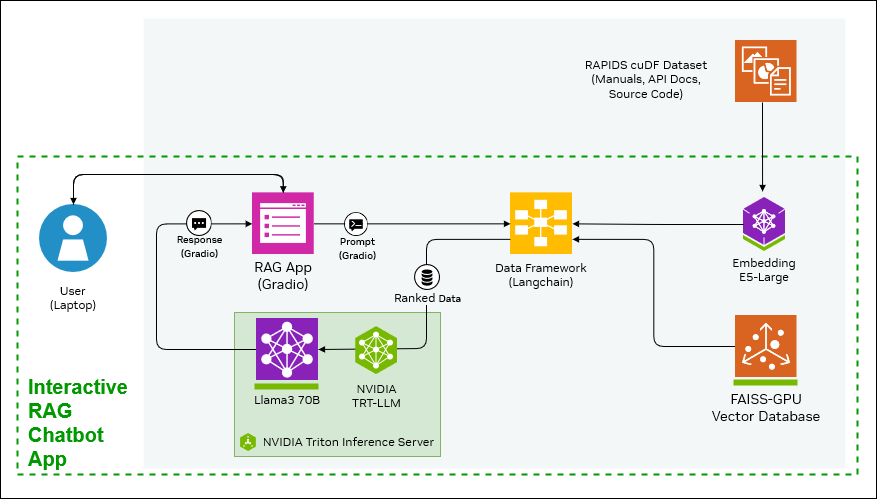 RAPIDS cuDF Dataset
(Manuals, API Docs,
Source Code)
Response
(Gradio)
Prompt
(Gradio)
User
(Laptop)
RAG App
(Gradio)
Data Framework
(Langchain)
Embedding
E5-Large
Ranked Data
Llama3 70B
NVIDIA
TRT-LLM
NVIDIA Triton Inference Server
FAISS-GPU
Vector Database
Interactive
RAG
Chatbot
App